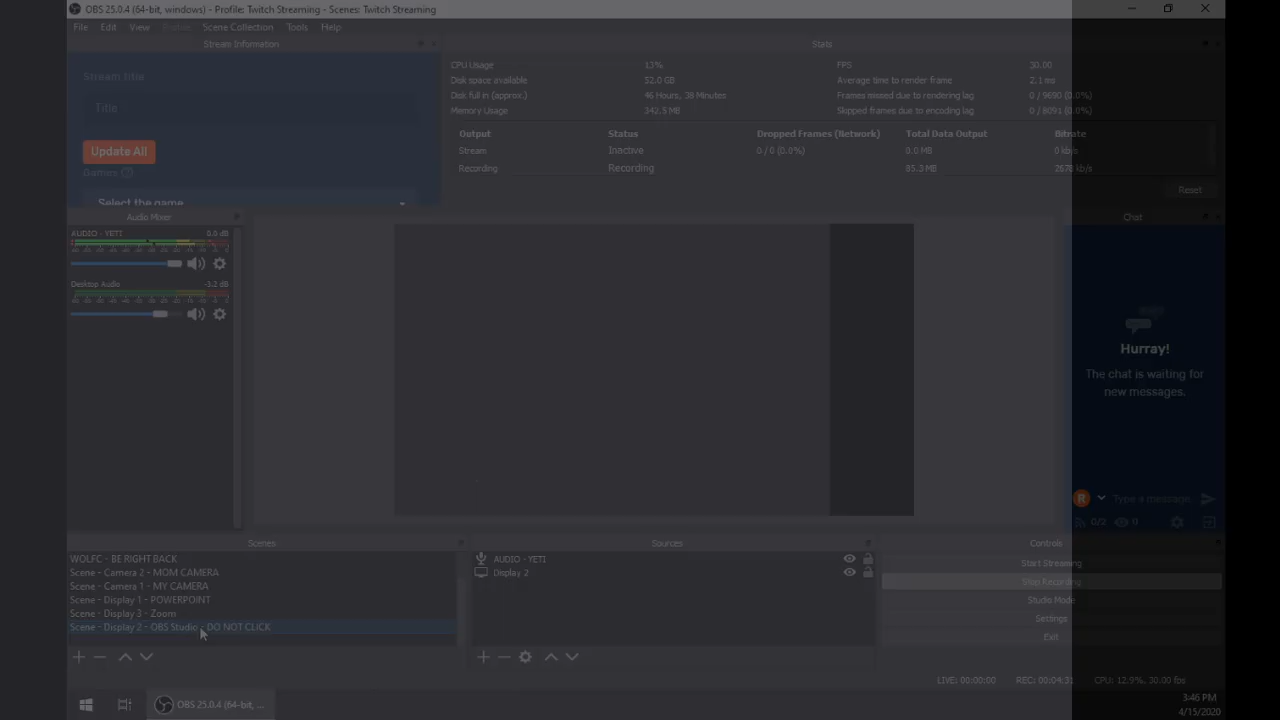 OBS 25.0.4 (64-bit, windows) - Profile: Twitch Streaming - Scenes: Twitch Streaming
File Edit View Profile Scene Collection Tools Help
Stream Information
Stream Title
Title
Update All
Games
Select the game
Stats
CPU Usage 13%
Disk space available 52.0 GB
Disk full in (approx.) 46 Hours, 38 Minutes
Memory Usage 342.5 MB
FPS 30.00
Average time to render frame 2.1 ms
Frames missed due to rendering lag 0 / 9690 (0.0%)
Skipped frames due to encoding lag 0 / 8091 (0.0%)
Output Status Dropped Frames (Network) Total Data Output Bitrate
Stream Inactive 0 / 0 (0.0%) 0.0 MB 0 kb/s
Recording Recording 85.3 MB 2678 kb/s
Reset
Audio Mixer
AUDIO - YETI 0.0 dB
Desktop Audio -3.2 dB
Chat
Hurray!
The chat is waiting for
new messages.
R Type a message
0/2 0
Scenes
WOLFC - BE RIGHT BACK
Scene - Camera 2 - MOM CAMERA
Scene - Camera 1 - MY CAMERA
Scene - Display 1 - POWERPOINT
Scene - Display 3 - Zoom
Scene - Display 2 - OBS Studio - DO NOT CLICK
Sources
AUDIO - YETI
Display 2
Controls
Start Streaming
Stop Recording
Studio Mode
Settings
Exit
LIVE: 00:00:00 REC: 00:04:31 CPU: 12.9%, 30.00 fps
OBS 25.0.4 (64-bit, ...
3:46 PM
4/15/2020